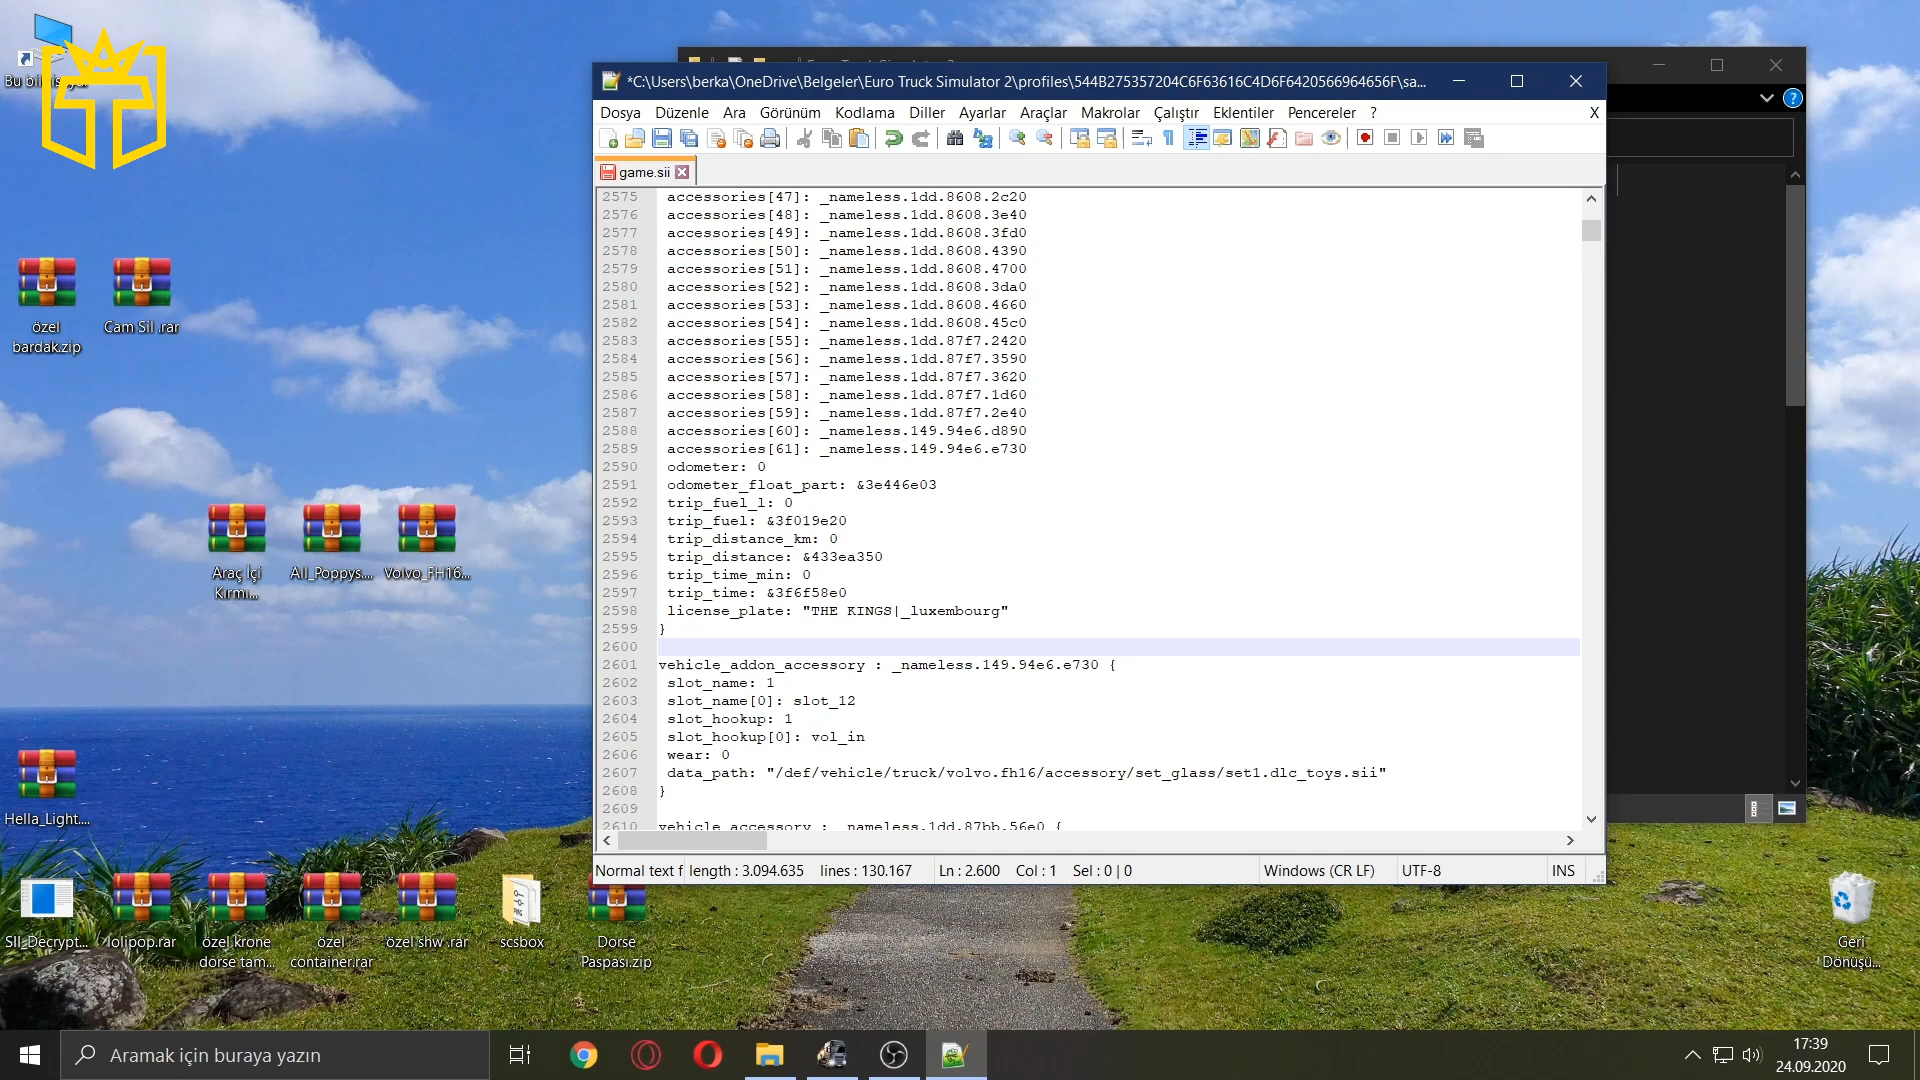 Bu bil
özel
bardak.zip
Cam Sil .rar
Araç İçi
Kırmı...
All_Poppys....
Volvo_FH16...
Hella_Light....
SII_Decrypt...
lolipop.rar
özel krone
dorse tam...
özel
container.rar
özel shw .rar
scsbox
Dorse
Paspası.zip
Geri
Dönüşü...
*C:\Users\berka\OneDrive\Belgeler\Euro Truck Simulator 2\profiles\544B275357204C6F63616C4D6F6420566964656F\sa...
Dosya Düzenle Ara Görünüm Kodlama Diller Ayarlar Araçlar Makrolar Çalıştır Eklentiler Pencereler ? X
game.sii
2575 accessories[47]: _nameless.1dd.8608.2c20
2576 accessories[48]: _nameless.1dd.8608.3e40
2577 accessories[49]: _nameless.1dd.8608.3fd0
2578 accessories[50]: _nameless.1dd.8608.4390
2579 accessories[51]: _nameless.1dd.8608.4700
2580 accessories[52]: _nameless.1dd.8608.3da0
2581 accessories[53]: _nameless.1dd.8608.4660
2582 accessories[54]: _nameless.1dd.8608.45c0
2583 accessories[55]: _nameless.1dd.87f7.2420
2584 accessories[56]: _nameless.1dd.87f7.3590
2585 accessories[57]: _nameless.1dd.87f7.3620
2586 accessories[58]: _nameless.1dd.87f7.1d60
2587 accessories[59]: _nameless.1dd.87f7.2e40
2588 accessories[60]: _nameless.149.94e6.d890
2589 accessories[61]: _nameless.149.94e6.e730
2590 odometer: 0
2591 odometer_float_part: &3e446e03
2592 trip_fuel_l: 0
2593 trip_fuel: &3f019e20
2594 trip_distance_km: 0
2595 trip_distance: &433ea350
2596 trip_time_min: 0
2597 trip_time: &3f6f58e0
2598 license_plate: "THE KINGS|_luxembourg"
2599 }
2600
2601 vehicle_addon_accessory : _nameless.149.94e6.e730 {
2602 slot_name: 1
2603 slot_name[0]: slot_12
2604 slot_hookup: 1
2605 slot_hookup[0]: vol_in
2606 wear: 0
2607 data_path: "/def/vehicle/truck/volvo.fh16/accessory/set_glass/set1.dlc_toys.sii"
2608 }
2609
2610 vehicle_accessory : _nameless.1dd.87bb.56e0 {
Normal text f length : 3.094.635 lines : 130.167 Ln : 2.600 Col : 1 Sel : 0 | 0 Windows (CR LF) UTF-8 INS
Aramak için buraya yazın
17:39
24.09.2020